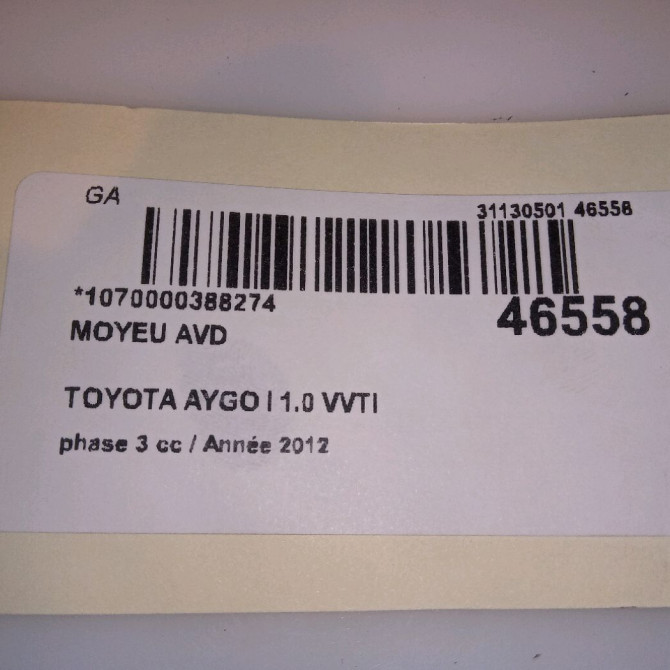 GA
31130501 46558
*1070000388274
46558
MOYEU AVD
TOYOTA AYGO I 1.0 VVTI
phase 3 cc / Année 2012